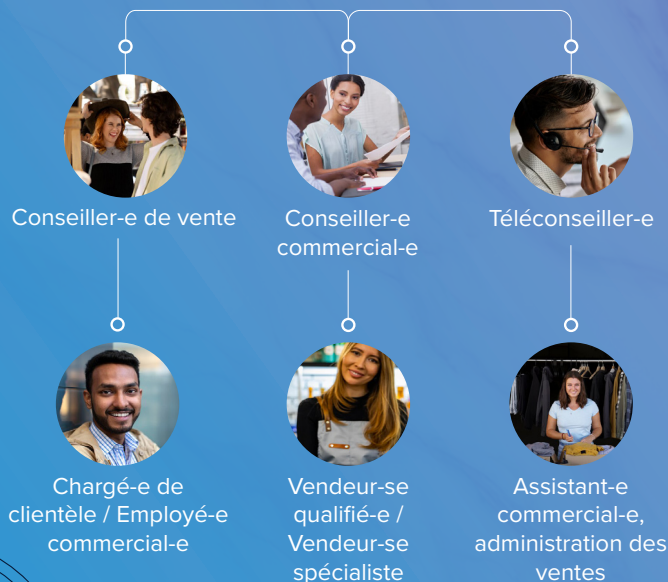 Conseiller-e de vente
Conseiller-e
commercial-e
Téléconseiller-e
Chargé-e de
clientèle / Employé-e
commercial-e
Vendeur-se
qualifié-e /
Vendeur-se
spécialiste
Assistant-e
commercial-e,
administration des
ventes